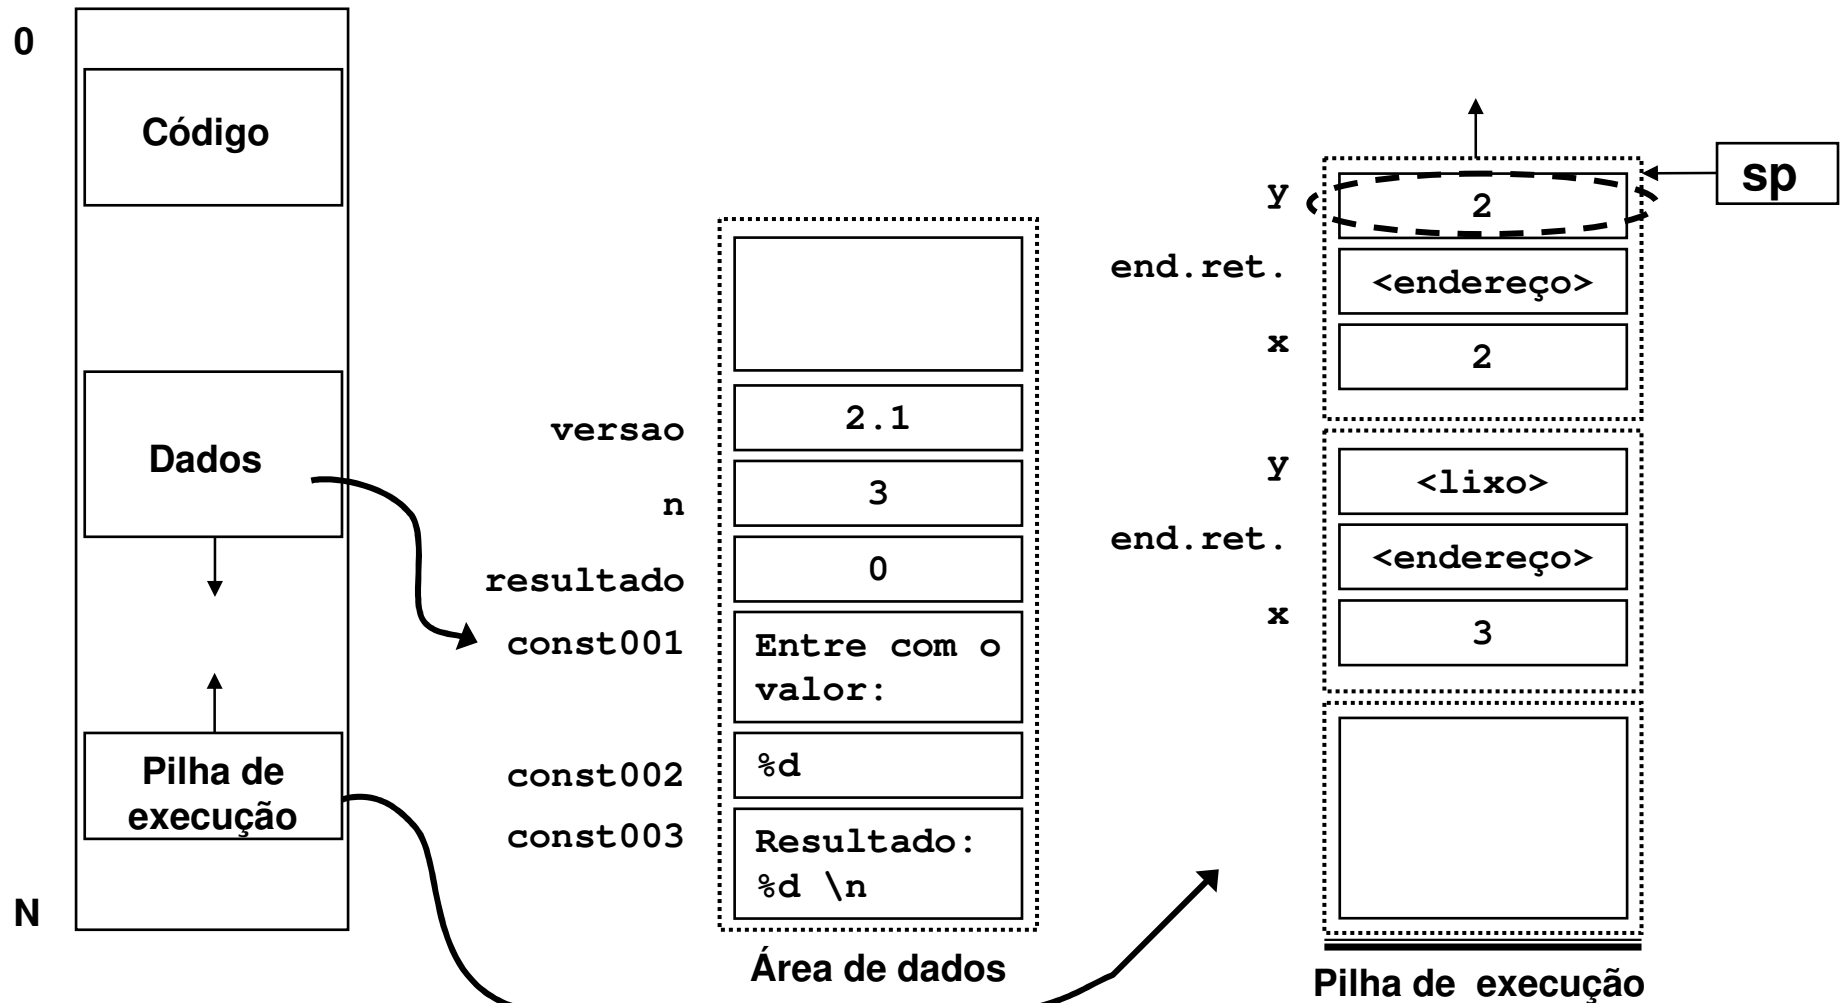 0
Código
Dados
Pilha de
execução
N
versao
2.1
n
3
resultado
0
const001
Entre com o
valor:
const002
%d
const003
Resultado:
%d \n
Área de dados
sp
y
2
end.ret.
<endereço>
x
2
y
<lixo>
end.ret.
<endereço>
x
3
Pilha de execução